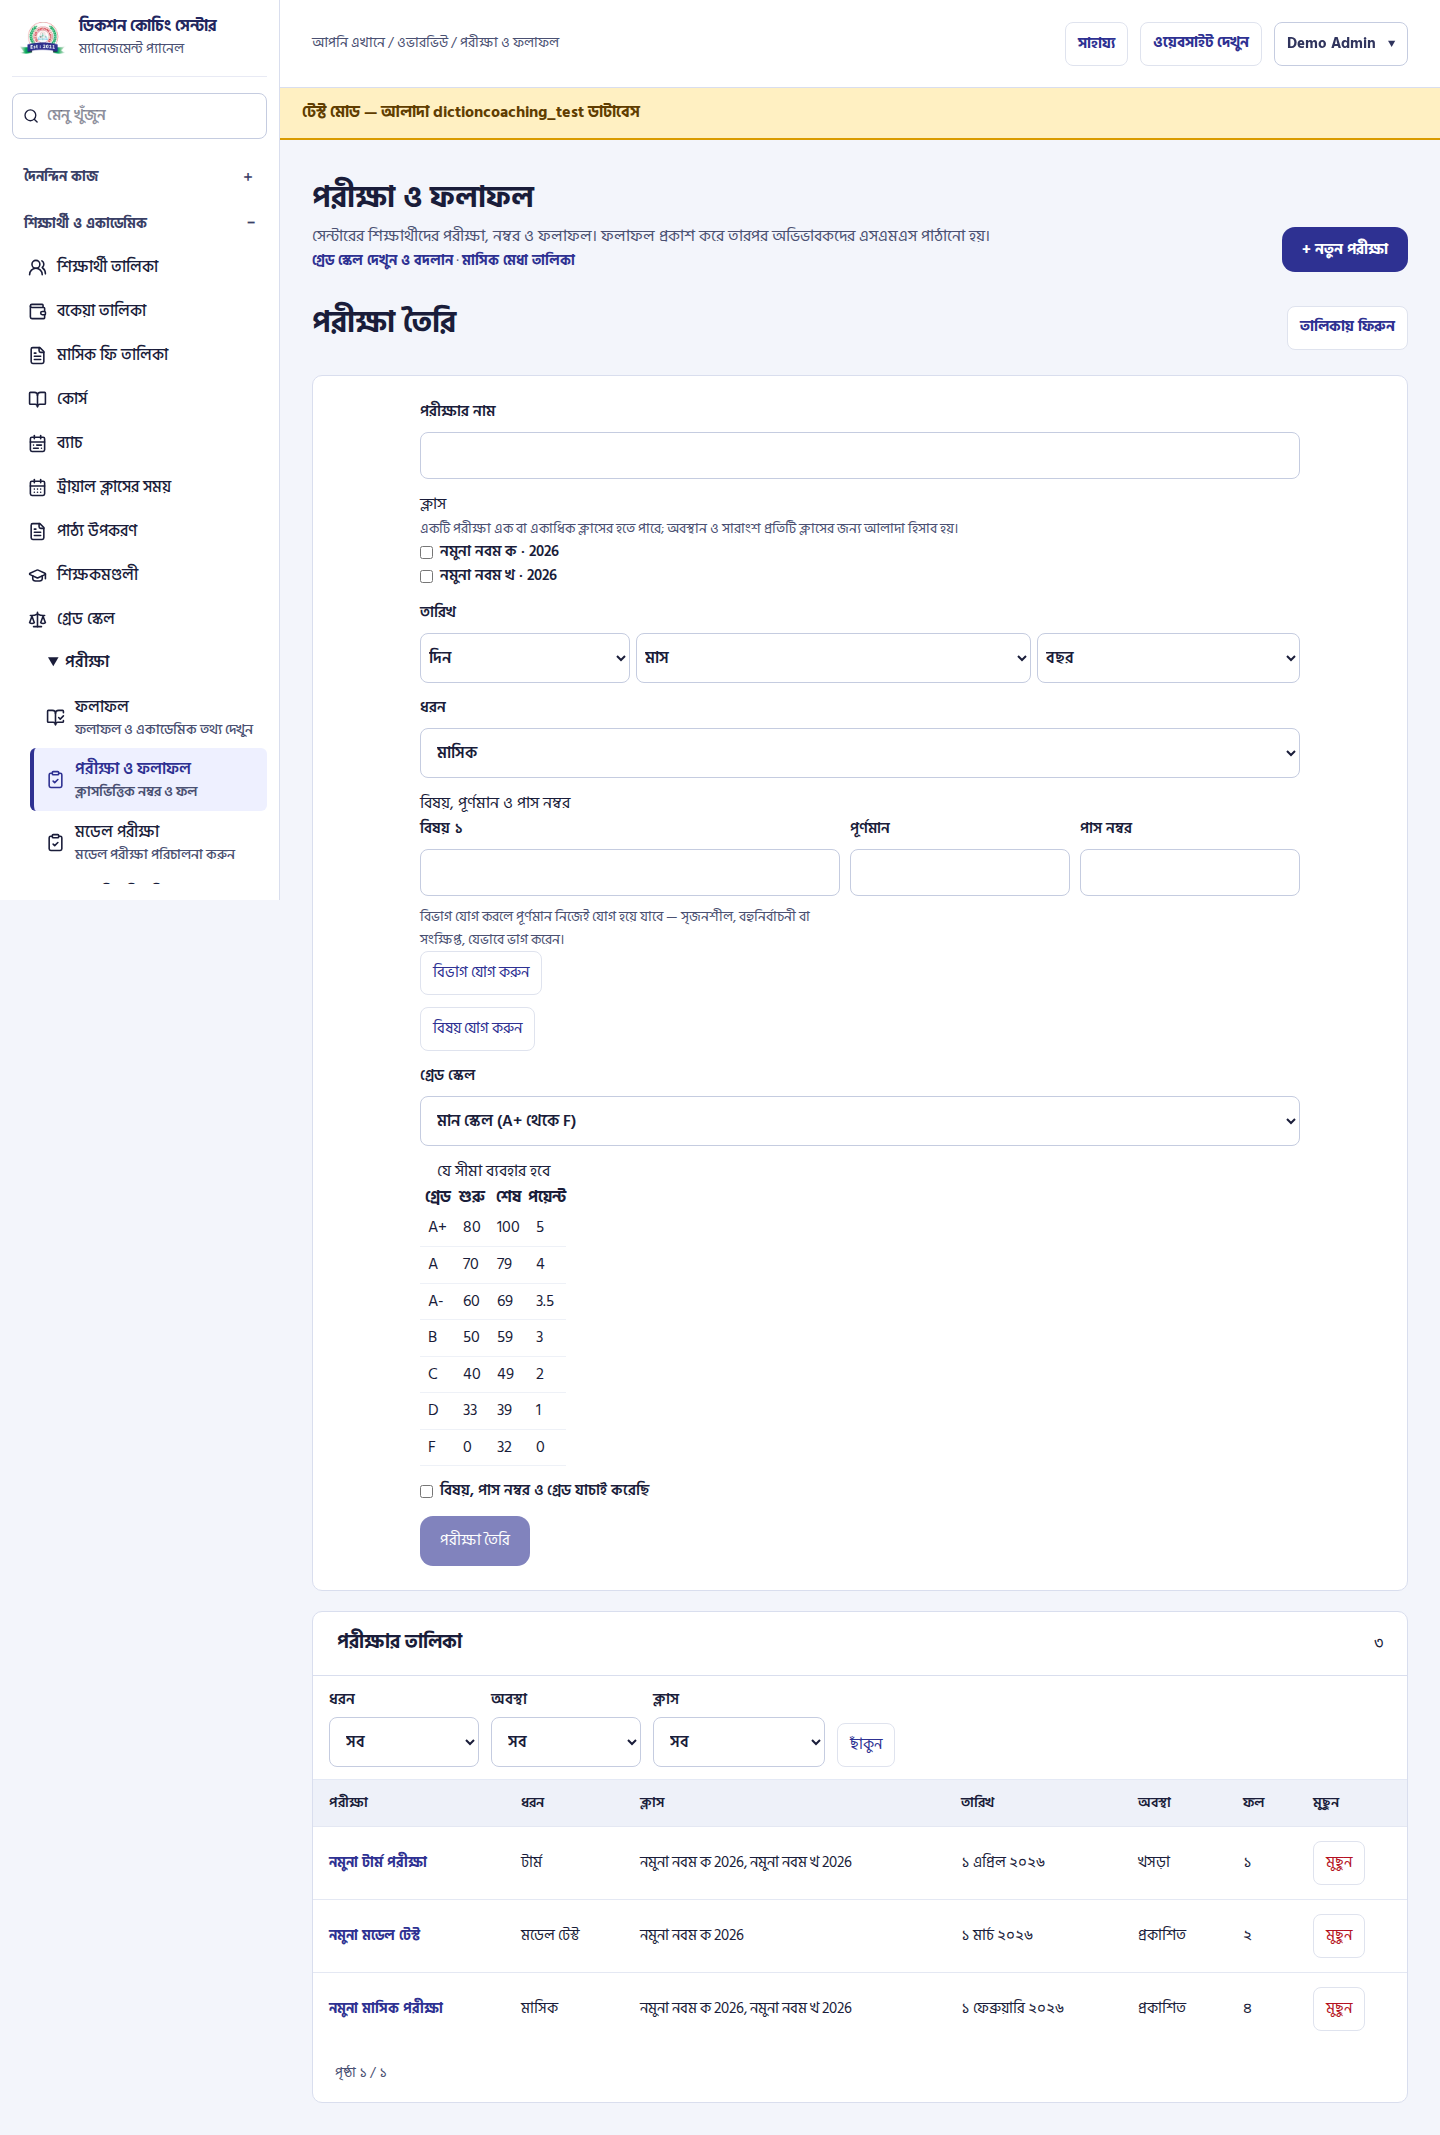 ডিকশন কোচিং সেন্টার
ম্যানেজমেন্ট প্যানেল
Est : 2011
মেনু খুঁজুন
দৈনন্দিন কাজ +
শিক্ষার্থী ও একাডেমিক −
শিক্ষার্থী তালিকা
বকেয়া তালিকা
মাসিক ফি তালিকা
কোর্স
ব্যাচ
ট্রায়াল ক্লাসের সময়
পাঠ্য উপকরণ
শিক্ষকমণ্ডলী
গ্রেড স্কেল
▼ পরীক্ষা
ফলাফল
ফলাফল ও একাডেমিক তথ্য দেখুন
পরীক্ষা ও ফলাফল
ক্লাসভিত্তিক নম্বর ও ফল
মডেল পরীক্ষা
মডেল পরীক্ষা পরিচালনা করুন
আপনি এখানে / ওভারভিউ / পরীক্ষা ও ফলাফল
সাহায্য
ওয়েবসাইট দেখুন
Demo Admin ▼
টেস্ট মোড — আলাদা dictioncoaching_test ডাটাবেস
পরীক্ষা ও ফলাফল
সেন্টারের শিক্ষার্থীদের পরীক্ষা, নম্বর ও ফলাফল। ফলাফল প্রকাশ করে তারপর অভিভাবকদের এসএমএস পাঠানো হয়।
গ্রেড স্কেল দেখুন ও বদলান · মাসিক মেধা তালিকা
+ নতুন পরীক্ষা
পরীক্ষা তৈরি
তালিকায় ফিরুন
পরীক্ষার নাম
ক্লাস
একটি পরীক্ষা এক বা একাধিক ক্লাসের হতে পারে; অবস্থান ও সারাংশ প্রতিটি ক্লাসের জন্য আলাদা হিসাব হয়।
নমুনা নবম ক · 2026
নমুনা নবম খ · 2026
তারিখ
দিন মাস বছর
ধরন
মাসিক
বিষয়, পূর্ণমান ও পাস নম্বর
বিষয় ১ পূর্ণমান পাস নম্বর
বিভাগ যোগ করলে পূর্ণমান নিজেই যোগ হয়ে যাবে — সৃজনশীল, বহুনির্বাচনী বা
সংক্ষিপ্ত, যেভাবে ভাগ করেন।
বিভাগ যোগ করুন
বিষয় যোগ করুন
গ্রেড স্কেল
মান স্কেল (A+ থেকে F)
যে সীমা ব্যবহার হবে
গ্রেড শুরু শেষ পয়েন্ট
A+ 80 100 5
A 70 79 4
A- 60 69 3.5
B 50 59 3
C 40 49 2
D 33 39 1
F 0 32 0
বিষয়, পাস নম্বর ও গ্রেড যাচাই করেছি
পরীক্ষা তৈরি
পরীক্ষার তালিকা ৩
ধরন অবস্থা ক্লাস
সব সব সব ছাঁকুন
পরীক্ষা ধরন ক্লাস তারিখ অবস্থা ফল মুছুন
নমুনা টার্ম পরীক্ষা টার্ম নমুনা নবম ক 2026, নমুনা নবম খ 2026 ১ এপ্রিল ২০২৬ খসড়া ১ মুছুন
নমুনা মডেল টেস্ট মডেল টেস্ট নমুনা নবম ক 2026 ১ মার্চ ২০২৬ প্রকাশিত ২ মুছুন
নমুনা মাসিক পরীক্ষা মাসিক নমুনা নবম ক 2026, নমুনা নবম খ 2026 ১ ফেব্রুয়ারি ২০২৬ প্রকাশিত ৪ মুছুন
পৃষ্ঠা ১ / ১